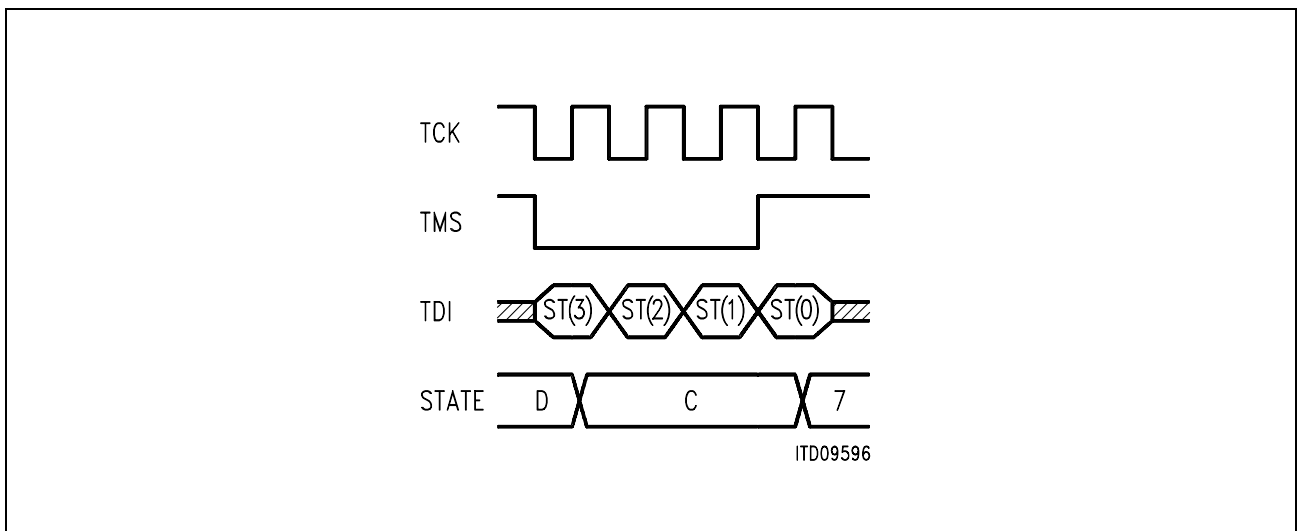 TCK
TMS
TDI ST(3) ST(2) ST(1) ST(0)
STATE D C 7
ITD09596